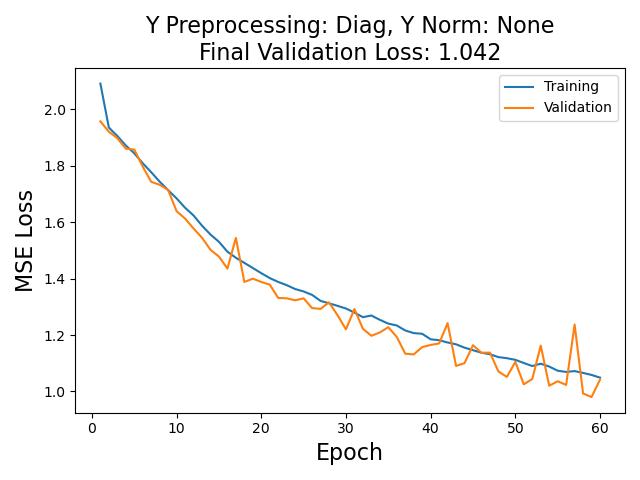 Y Preprocessing: Diag, Y Norm: None
Final Validation Loss: 1.042
Training
Validation
MSE Loss
2.0
1.8
1.6
1.4
1.2
1.0
0
10
20
30
40
50
60
Epoch